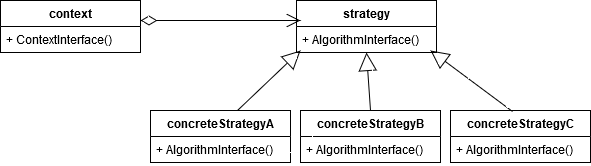 context
strategy
+ ContextInterface()
+ AlgorithmInterface()
concreteStrategyA
concreteStrategyB
concreteStrategyC
+ AlgorithmInterface()
+ AlgorithmInterface()
+ AlgorithmInterface()